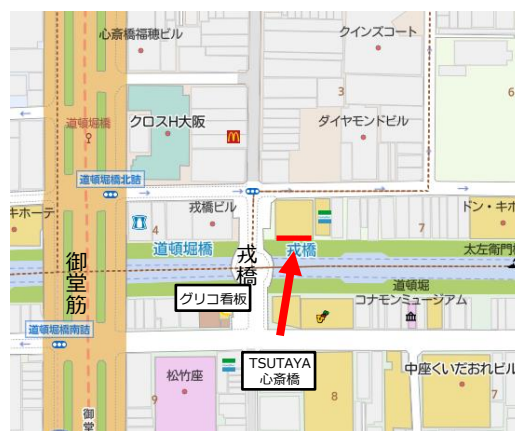 心斎橋福穂ビル
クインズコート
3
6
道頓堀橋
クロスH大阪
ダイヤモンドビル
道頓堀橋北詰
キホーテ
4
戎橋ビル
7
ドン・キホ
道頓堀橋
戎橋
戎橋
太左衛門橋
御堂筋
グリコ看板
道頓堀
コナモンミュージアム
道頓堀橋南詰
TSUTAYA
心斎橋
松竹座
中座くいだおれビル
9
8
7
御堂